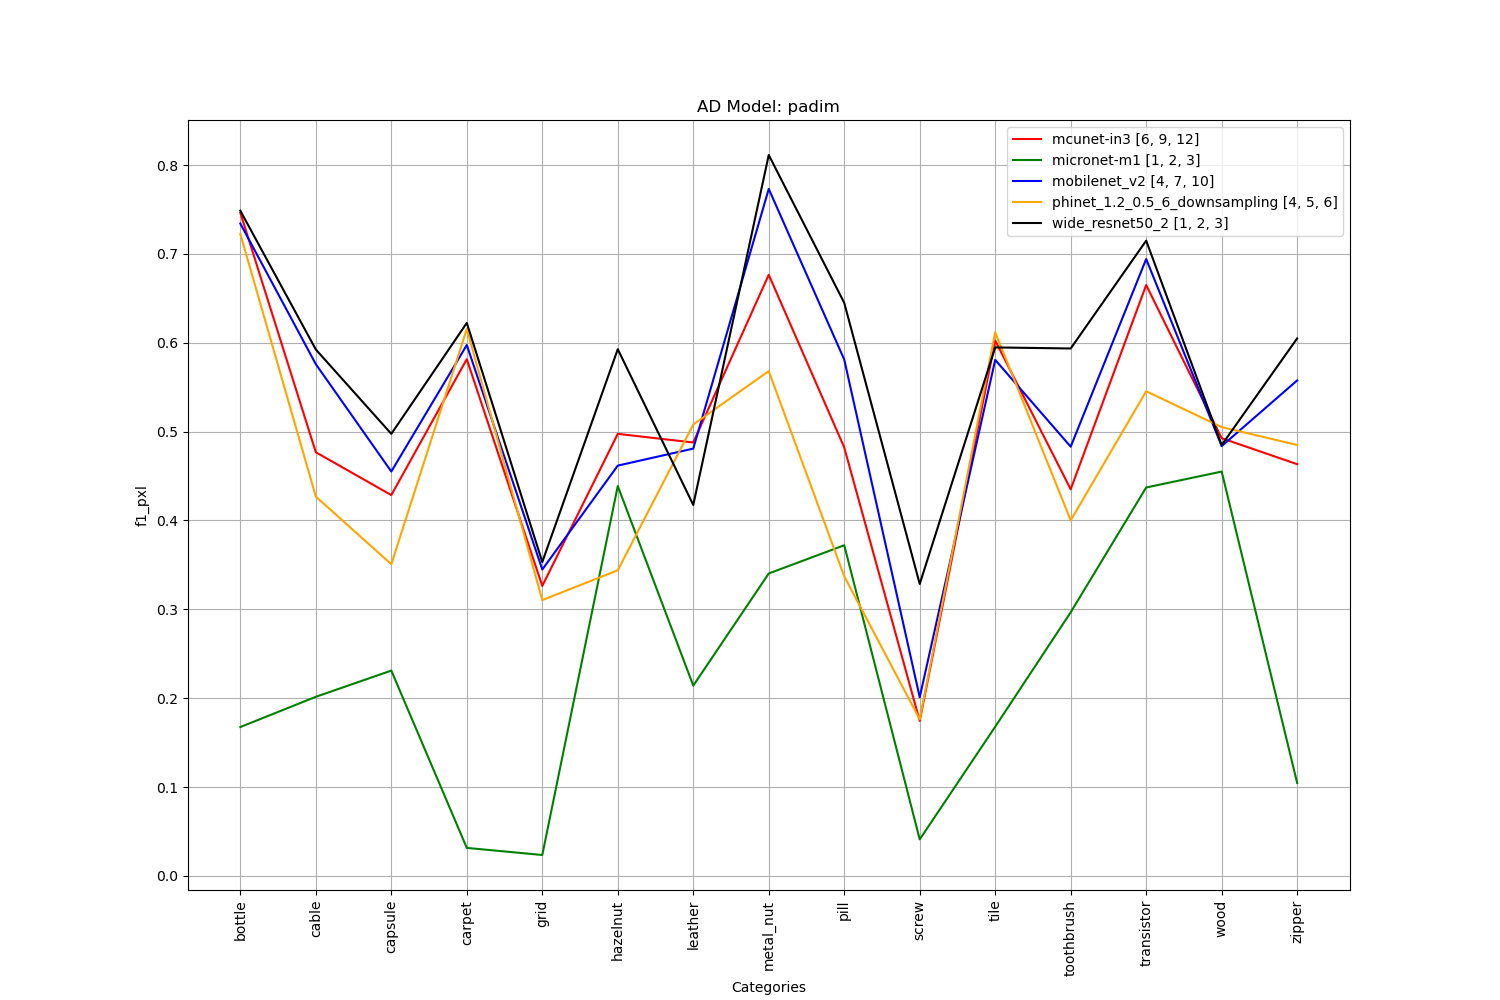 AD Model: padim
mcunet-in3 [6, 9, 12]
micronet-m1 [1, 2, 3]
mobilenet_v2 [4, 7, 10]
phinet_1.2_0.5_6_downsampling [4, 5, 6]
wide_resnet50_2 [1, 2, 3]
f1_pxl
0.8
0.7
0.6
0.5
0.4
0.3
0.2
0.1
0.0
bottle
cable
capsule
carpet
grid
hazelnut
leather
metal_nut
pill
screw
tile
toothbrush
transistor
wood
zipper
Categories